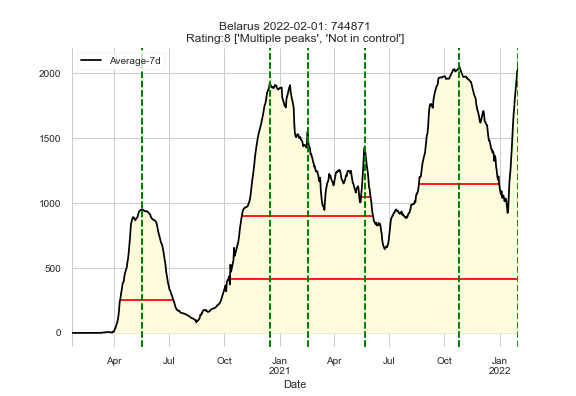 Belarus 2022-02-01: 744871
Rating:8 ['Multiple peaks', 'Not in control']
Average-7d
2000
1500
1000
500
0
Apr Jul Oct Jan Apr Jul Oct Jan
2021 2022
Date